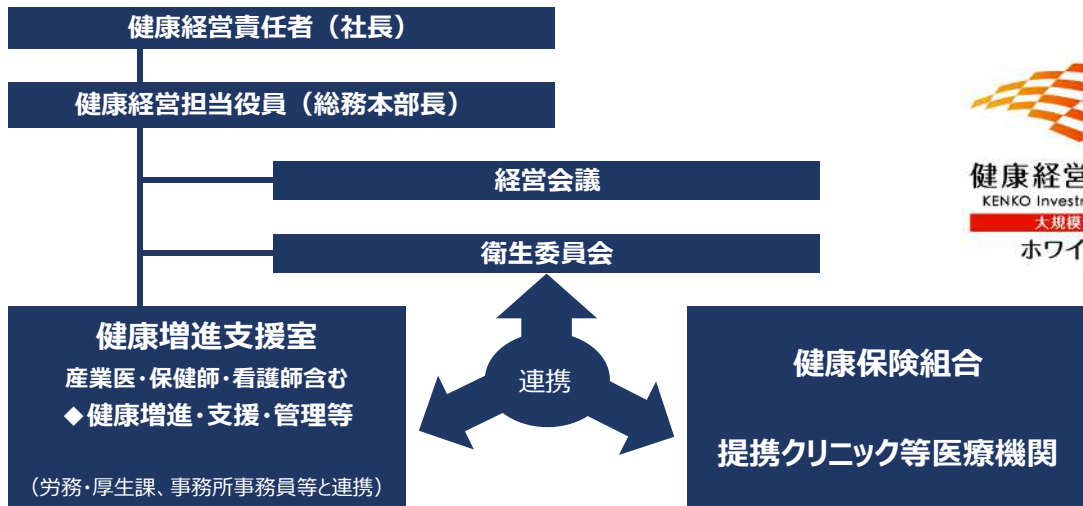 健康経営責任者（社長）
健康経営担当役員（総務本部長）
経営会議
衛生委員会
健康増進支援室
産業医・保健師・看護師含む
◆健康増進・支援・管理等
（労務・厚生課、事務所事務員等と連携）
連携
健康保険組合
提携クリニック等医療機関
健康経営
KENKO
大規模